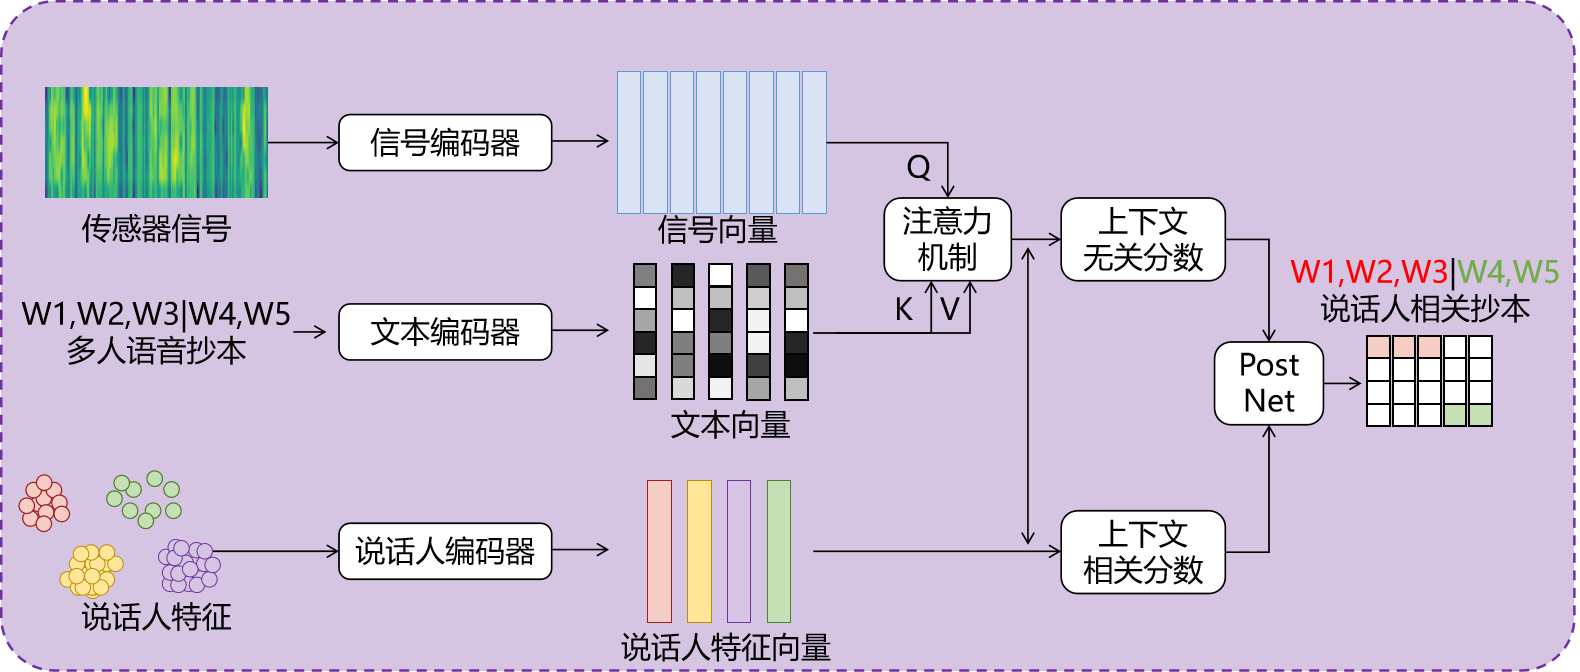 传感器信号
信号编码器
信号向量
Q
注意力
机制
上下文
无关分数
W1,W2,W3|W4,W5
多人语音抄本
文本编码器
文本向量
K
V
W1,W2,W3|W4,W5
说话人相关抄本
Post
Net
说话人特征
说话人编码器
说话人特征向量
上下文
相关分数